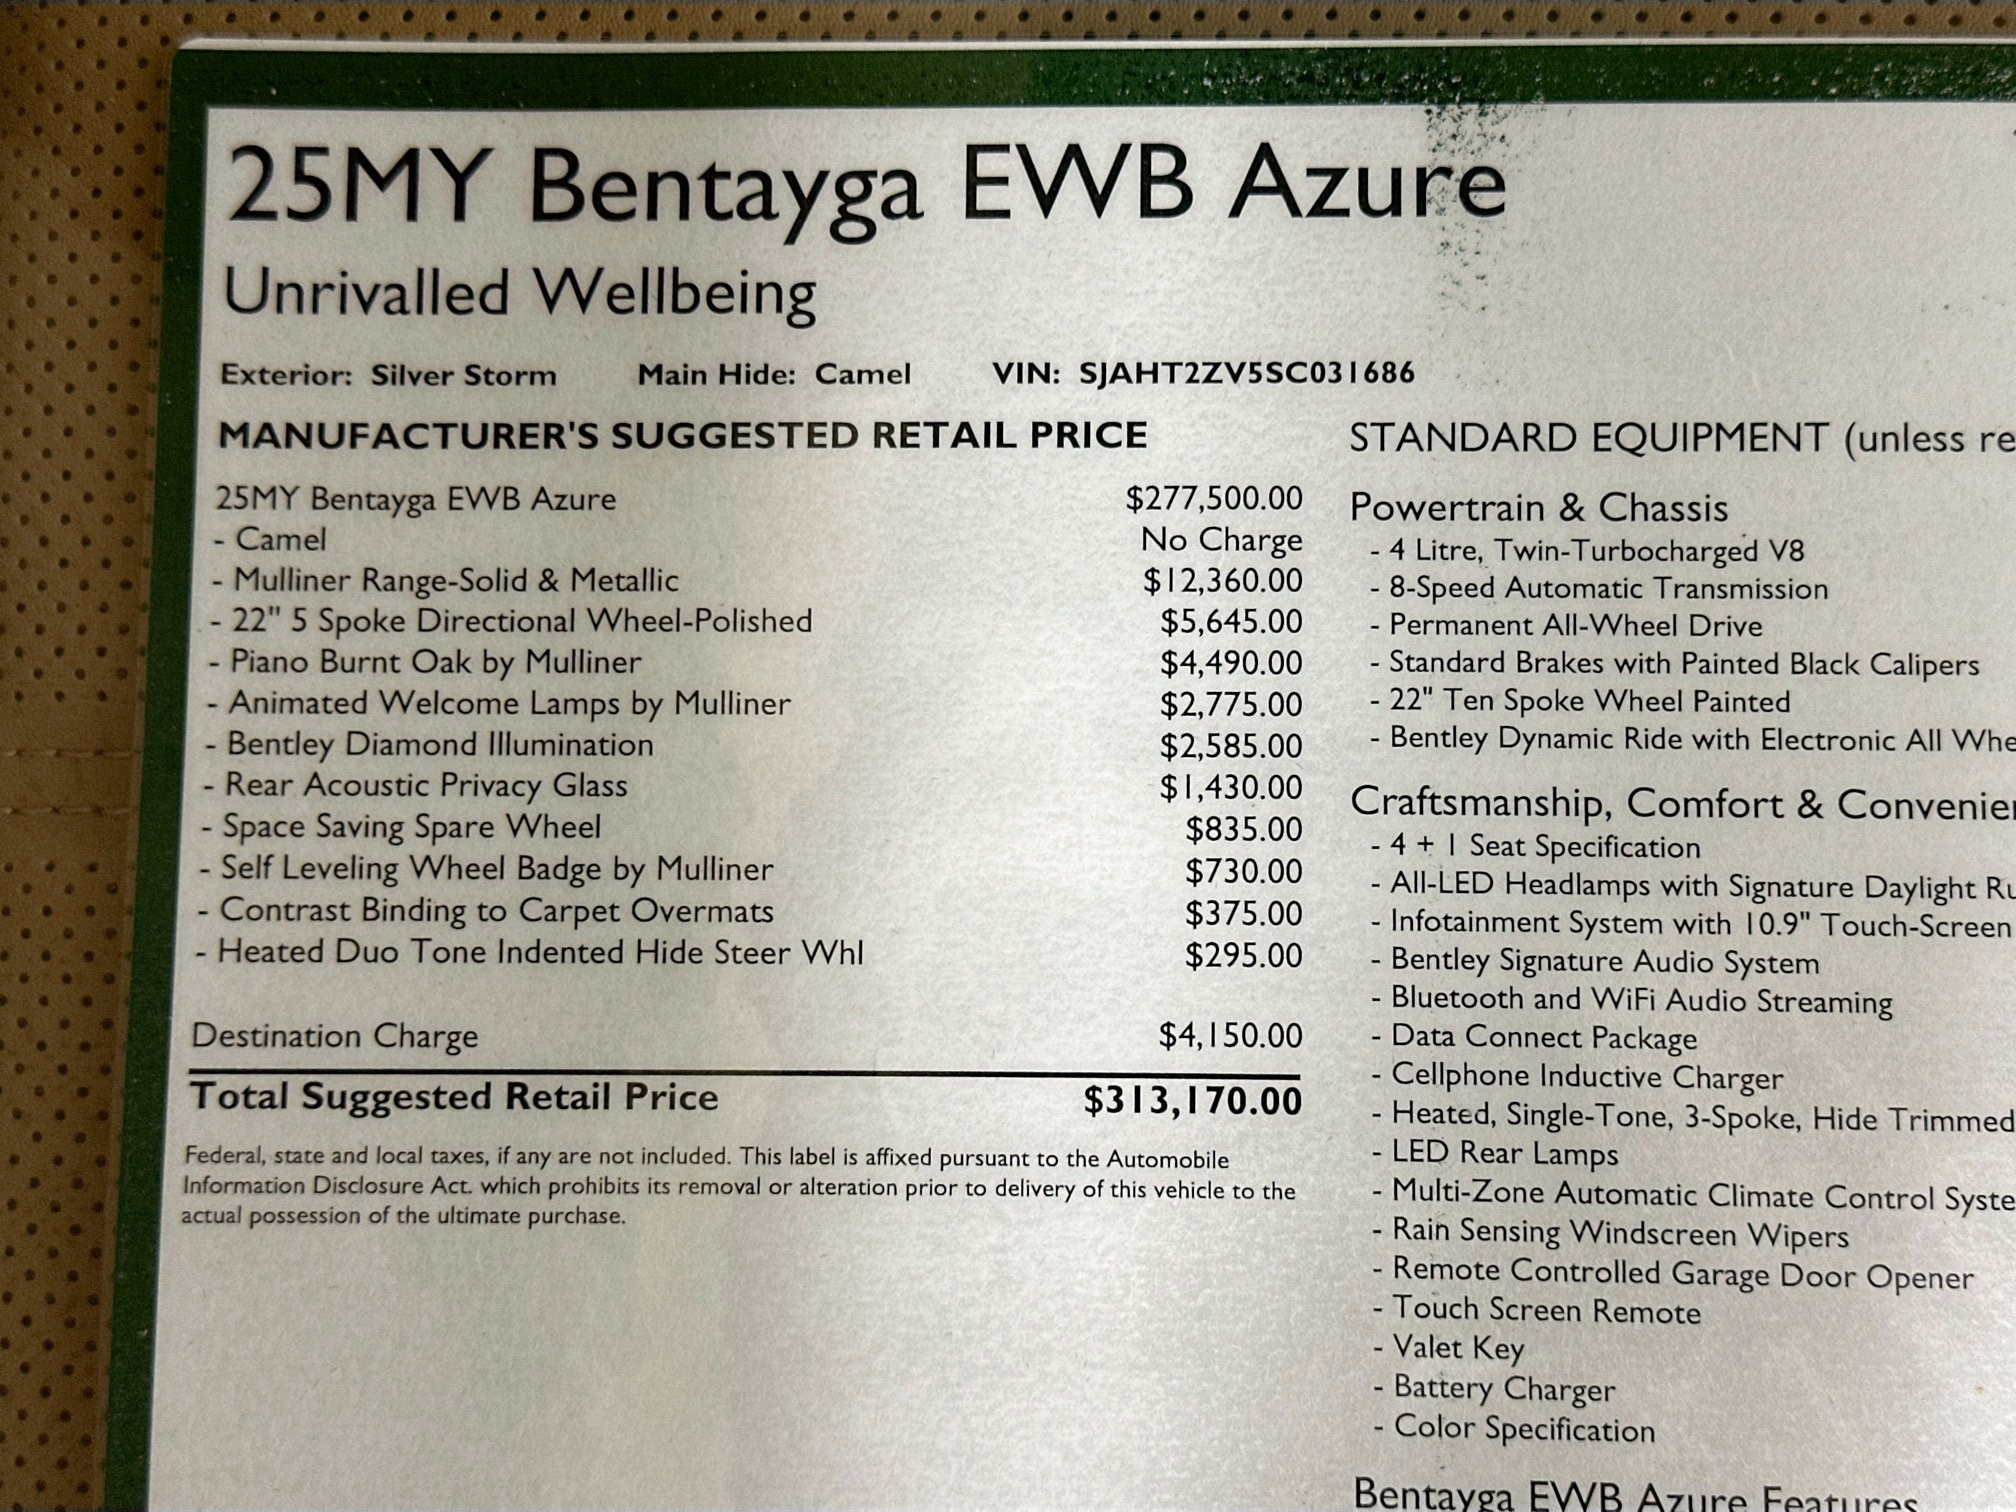 25MY Bentayga EWB Azure
Unrivalled Wellbeing
Exterior: Silver Storm Main Hide: Camel VIN: SJAHT2ZV5SC031686
MANUFACTURER'S SUGGESTED RETAIL PRICE
25MY Bentayga EWB Azure $277,500.00
- Camel No Charge
- Mulliner Range-Solid & Metallic $12,360.00
- 22" 5 Spoke Directional Wheel-Polished $5,645.00
- Piano Burnt Oak by Mulliner $4,490.00
- Animated Welcome Lamps by Mulliner $2,775.00
- Bentley Diamond Illumination $2,585.00
- Rear Acoustic Privacy Glass $1,430.00
- Space Saving Spare Wheel $835.00
- Self Leveling Wheel Badge by Mulliner $730.00
- Contrast Binding to Carpet Overmats $375.00
- Heated Duo Tone Indented Hide Steer Whl $295.00
Destination Charge $4,150.00
Total Suggested Retail Price $313,170.00
Federal, state and local taxes, if any are not included. This label is affixed pursuant to the Automobile
Information Disclosure Act. which prohibits its removal or alteration prior to delivery of this vehicle to the
actual possession of the ultimate purchase.
STANDARD EQUIPMENT (unless re
Powertrain & Chassis
- 4 Litre, Twin-Turbocharged V8
- 8-Speed Automatic Transmission
- Permanent All-Wheel Drive
- Standard Brakes with Painted Black Calipers
- 22" Ten Spoke Wheel Painted
- Bentley Dynamic Ride with Electronic All Whe
Craftsmanship, Comfort & Convenien
- 4 + 1 Seat Specification
- All-LED Headlamps with Signature Daylight Ru
- Infotainment System with 10.9" Touch-Screen
- Bentley Signature Audio System
- Bluetooth and WiFi Audio Streaming
- Data Connect Package
- Cellphone Inductive Charger
- Heated, Single-Tone, 3-Spoke, Hide Trimmed
- LED Rear Lamps
- Multi-Zone Automatic Climate Control Syste
- Rain Sensing Windscreen Wipers
- Remote Controlled Garage Door Opener
- Touch Screen Remote
- Valet Key
- Battery Charger
- Color Specification
Bentayga EWB Azure Features